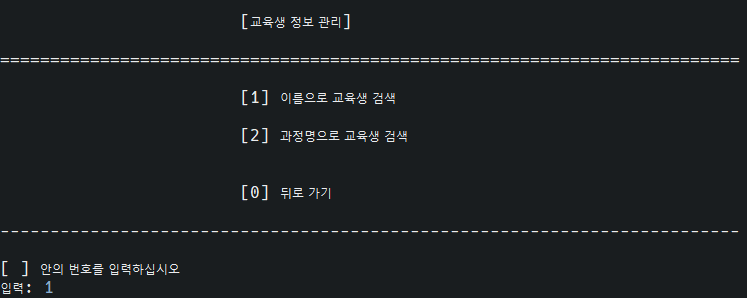 [교육생 정보 관리]
==========================================================================
[1] 이름으로 교육생 검색
[2] 과정명으로 교육생 검색
[0] 뒤로 가기
--------------------------------------------------------------------------
[ ] 안의 번호를 입력하십시오
입력: 1